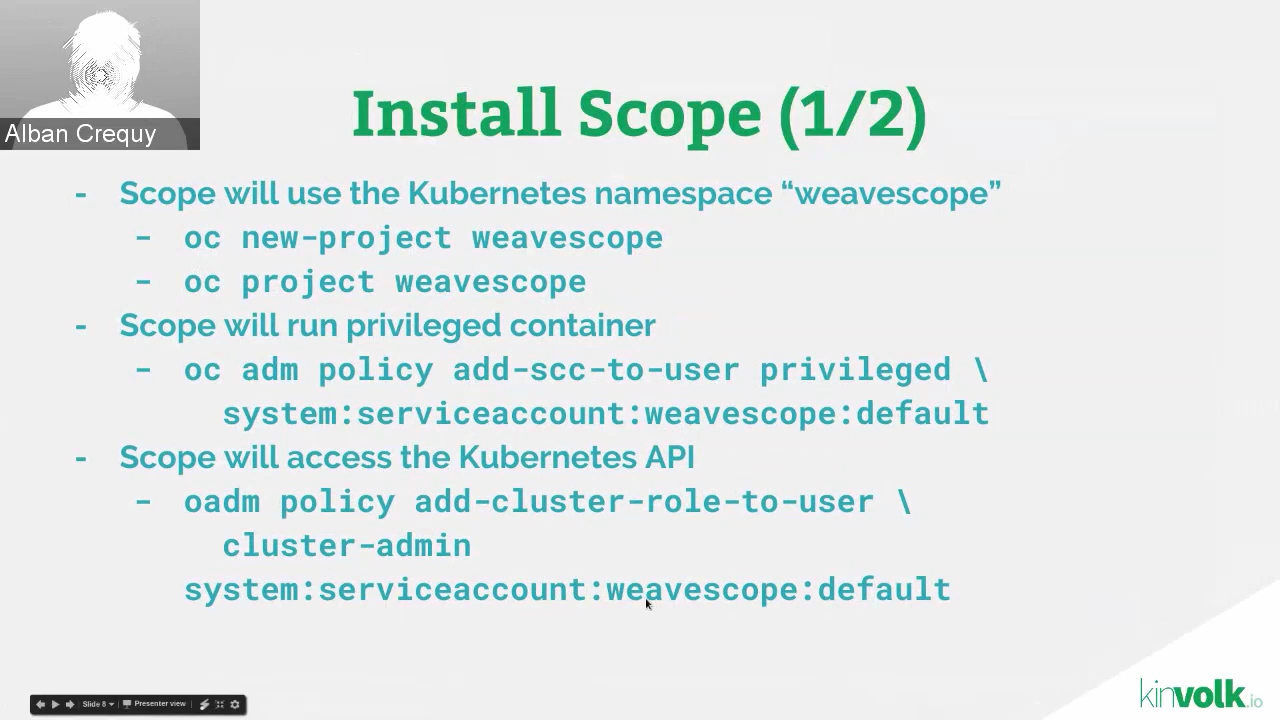 Alban Crequy
Install Scope (1/2)
- Scope will use the Kubernetes namespace “weavescope”
- oc new-project weavescope
- oc project weavescope
- Scope will run privileged container
- oc adm policy add-scc-to-user privileged \
system:serviceaccount:weavescope:default
- Scope will access the Kubernetes API
- oadm policy add-cluster-role-to-user \
cluster-admin
system:serviceaccount:weavescope:default
Slide 8 Presenter view
kinvolk.io